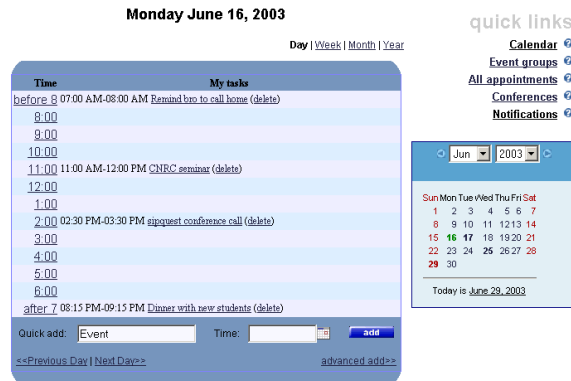 Monday June 16, 2003
Day | Week | Month | Year
Time My tasks
before 8 07:00 AM-08:00 AM Remind bro to call home (delete)
8:00
9:00
10:00
11:00 11:00 AM-12:00 PM CNRC seminar (delete)
12:00
1:00
2:00 02:30 PM-03:30 PM sipquest conference call (delete)
3:00
4:00
5:00
6:00
after 7 08:15 PM-09:15 PM Dinner with new students (delete)
Quick add: Event Time: add
<<Previous Day | Next Day>> advanced add>>
quick links
Calendar ?
Event groups ?
All appointments ?
Conferences ?
Notifications ?
Jun 2003
Sun Mon Tue Wed Thu Fri Sat
1 2 3 4 5 6 7
8 9 10 11 12 13 14
15 16 17 18 19 20 21
22 23 24 25 26 27 28
29 30
Today is June 29, 2003